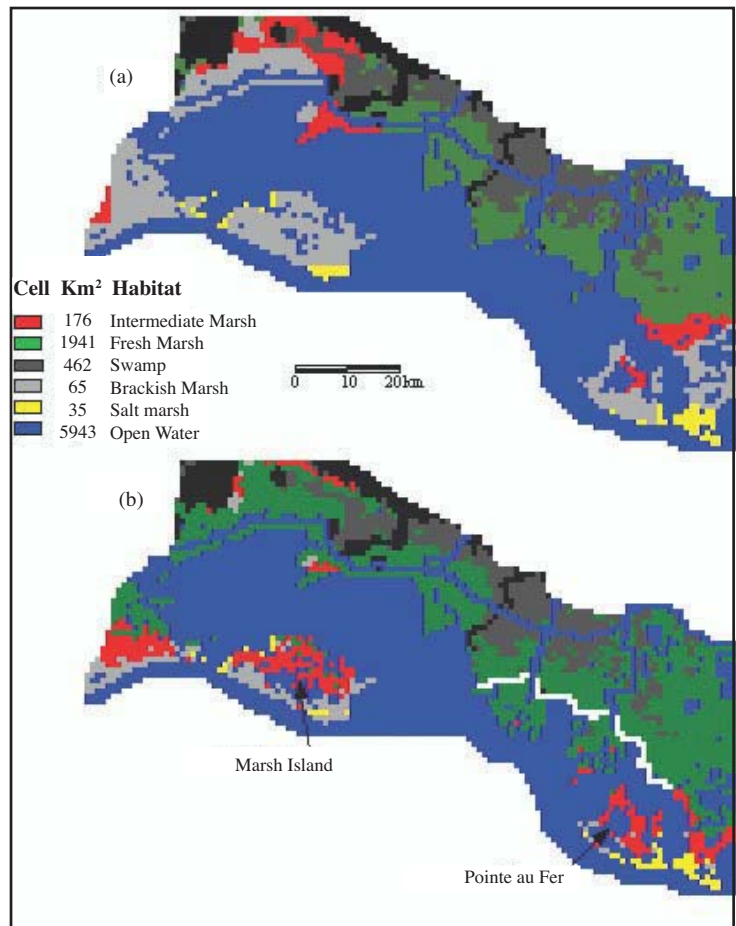 (a)
Cell Km² Habitat
176 Intermediate Marsh
1941 Fresh Marsh
462 Swamp
65 Brackish Marsh
35 Salt marsh
5943 Open Water
0 10 20km
(b)
Marsh Island
Pointe au Fer